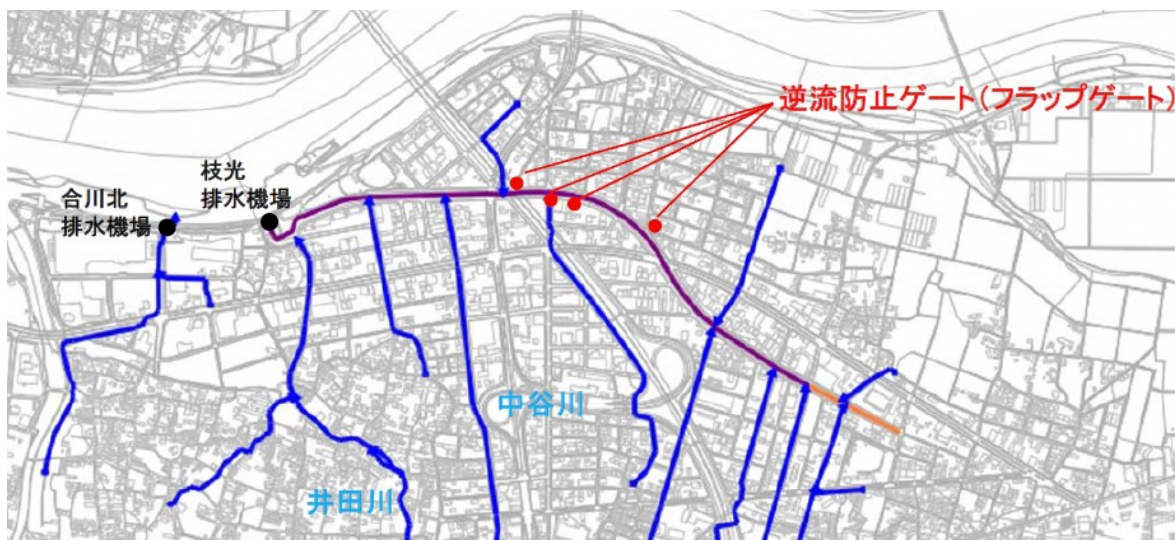 逆流防止ゲート(フラップゲート)
枝光
排水機場
合川北
排水機場
中谷川
井田川